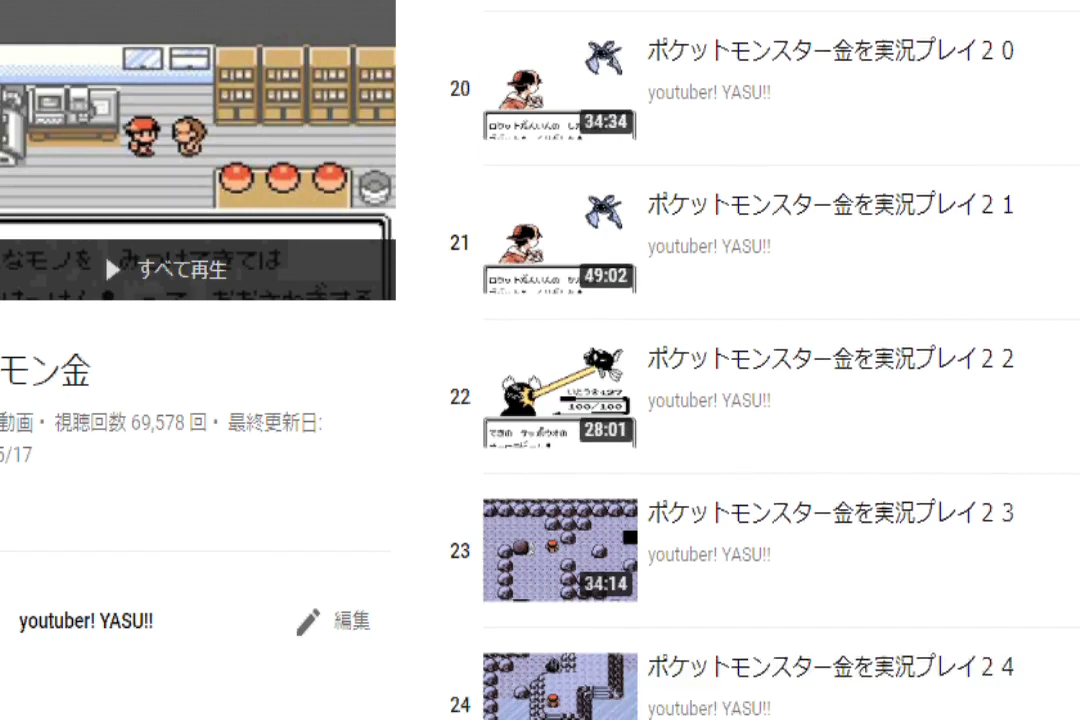 すべて再生
モン金
動画・ 視聴回数 69,578 回・ 最終更新日:
5/17
youtuber! YASU!!
編集
20
ポケットモンスター金を実況プレイ２０
youtuber! YASU!!
34:34
21
ポケットモンスター金を実況プレイ２１
youtuber! YASU!!
49:02
22
ポケットモンスター金を実況プレイ２２
youtuber! YASU!!
100/100
28:01
23
ポケットモンスター金を実況プレイ２３
youtuber! YASU!!
34:14
24
ポケットモンスター金を実況プレイ２４
youtuber! YASU!!